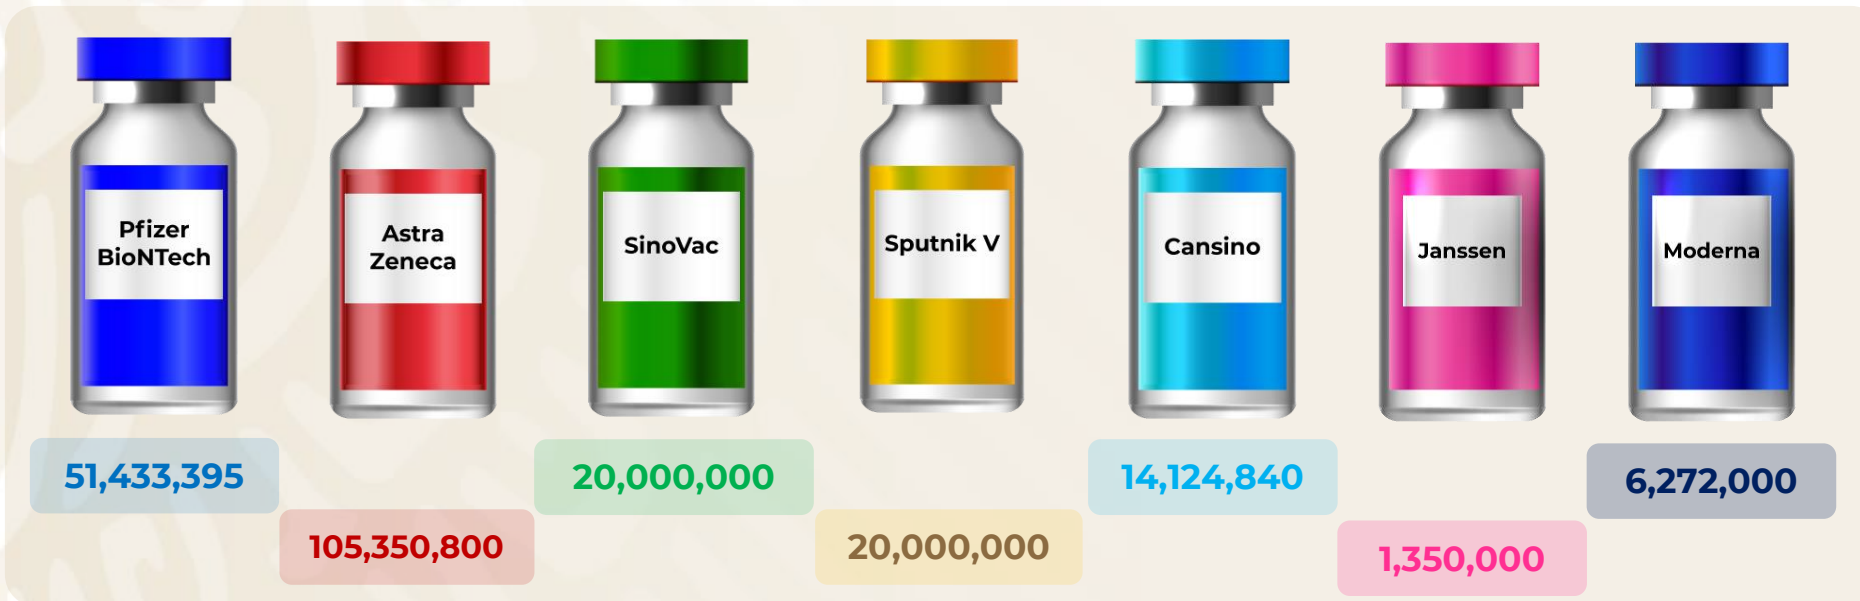 Pfizer
BioNTech
Astra
Zeneca
SinoVac
Sputnik V
Cansino
Janssen
Moderna
51,433,395
105,350,800
20,000,000
20,000,000
14,124,840
1,350,000
6,272,000